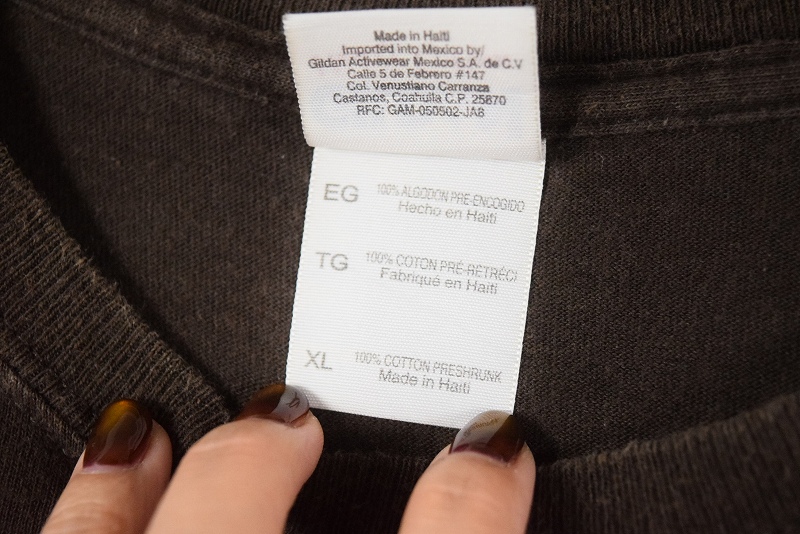 Made in Haiti
Imported into Mexico by/
Gildan Activewear Mexico S.A. de C.V
Calle 5 de Febrero #147
Col. Venustiano Carranza
Castanos, Coahuila C.P. 25870
RFC: GAM-050502-JA8
EG 100% ALGODON PRE-ENCOGIDO
Hecho en Haiti
TG 100% COTON PRÉ-RETRÉCI
Fabriqué en Haiti
XL 100% COTTON PRESHRUNK
Made in Haiti